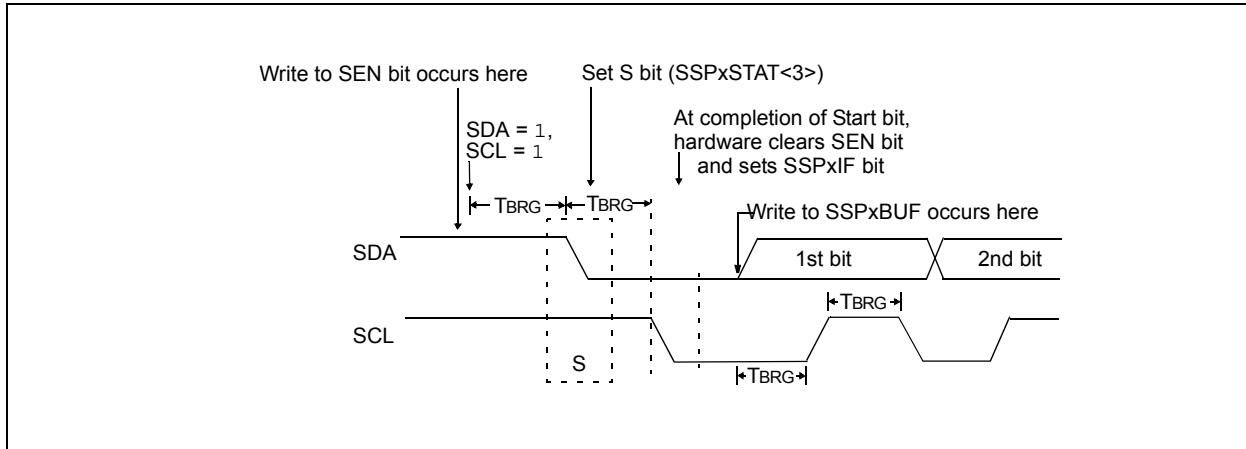 Write to SEN bit occurs here
Set S bit (SSPxSTAT<3>)
SDA = 1,
SCL = 1
At completion of Start bit,
hardware clears SEN bit
and sets SSPxIF bit
TBRG
TBRG
Write to SSPxBUF occurs here
SDA
1st bit
2nd bit
TBRG
SCL
S
TBRG